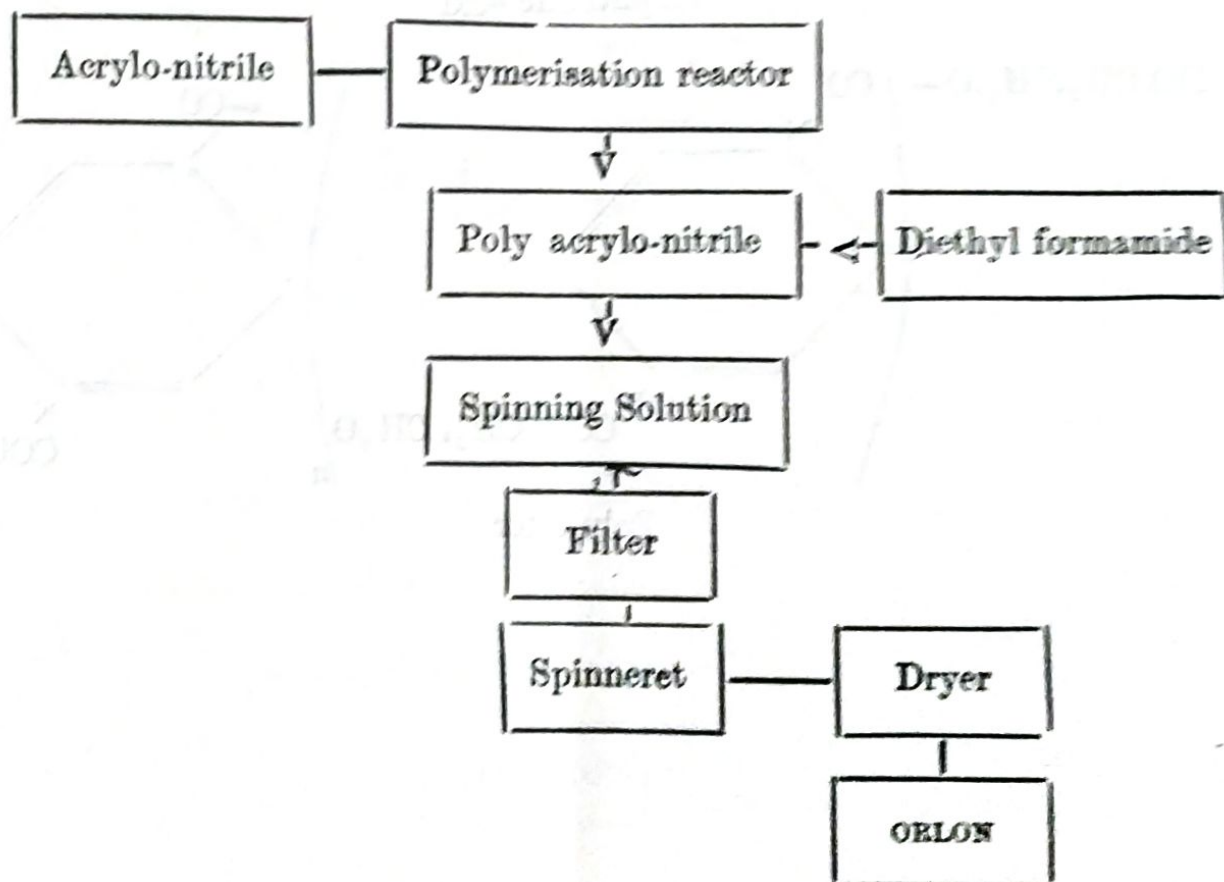 Acrylo-nitrile
Polymerisation reactor
Poly acrylo-nitrile
Diethyl formamide
Spinning Solution
Filter
Spinneret
Dryer
ORLON